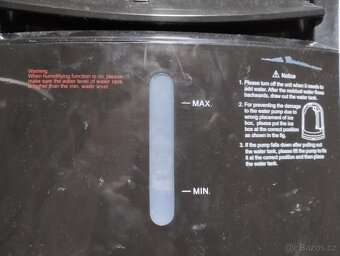 Warning:
When humidifying function is on,please
make sure the water level of water tank
is higher than the min. water level
MAX.
MIN.
⚠ Notice
1. Please turn off the unit when it needs to
add water. After the residual water flows
backwards, draw out the water tank.
2. For preventing the damage
to the water pump due to
wrong placement of ice
box, please put the ice
box at the correct position
as shown in the fig.
3. If the pump falls down after pulling out
the water tank, please lift the pump to fix
it at the correct position and then place
the water tank.
bazos.cz